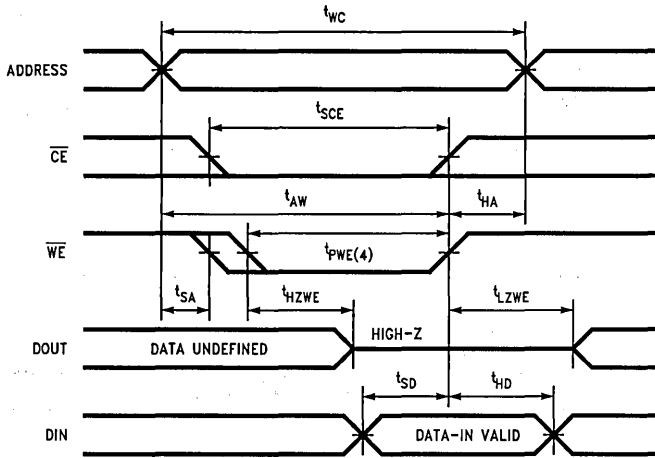 tWC
ADDRESS
tSCE
CE
tAW
tHA
WE
tPWE(4)
tSA
tHZWE
tLZWE
HIGH-Z
DOUT
DATA UNDEFINED
tSD
tHD
DIN
DATA-IN VALID